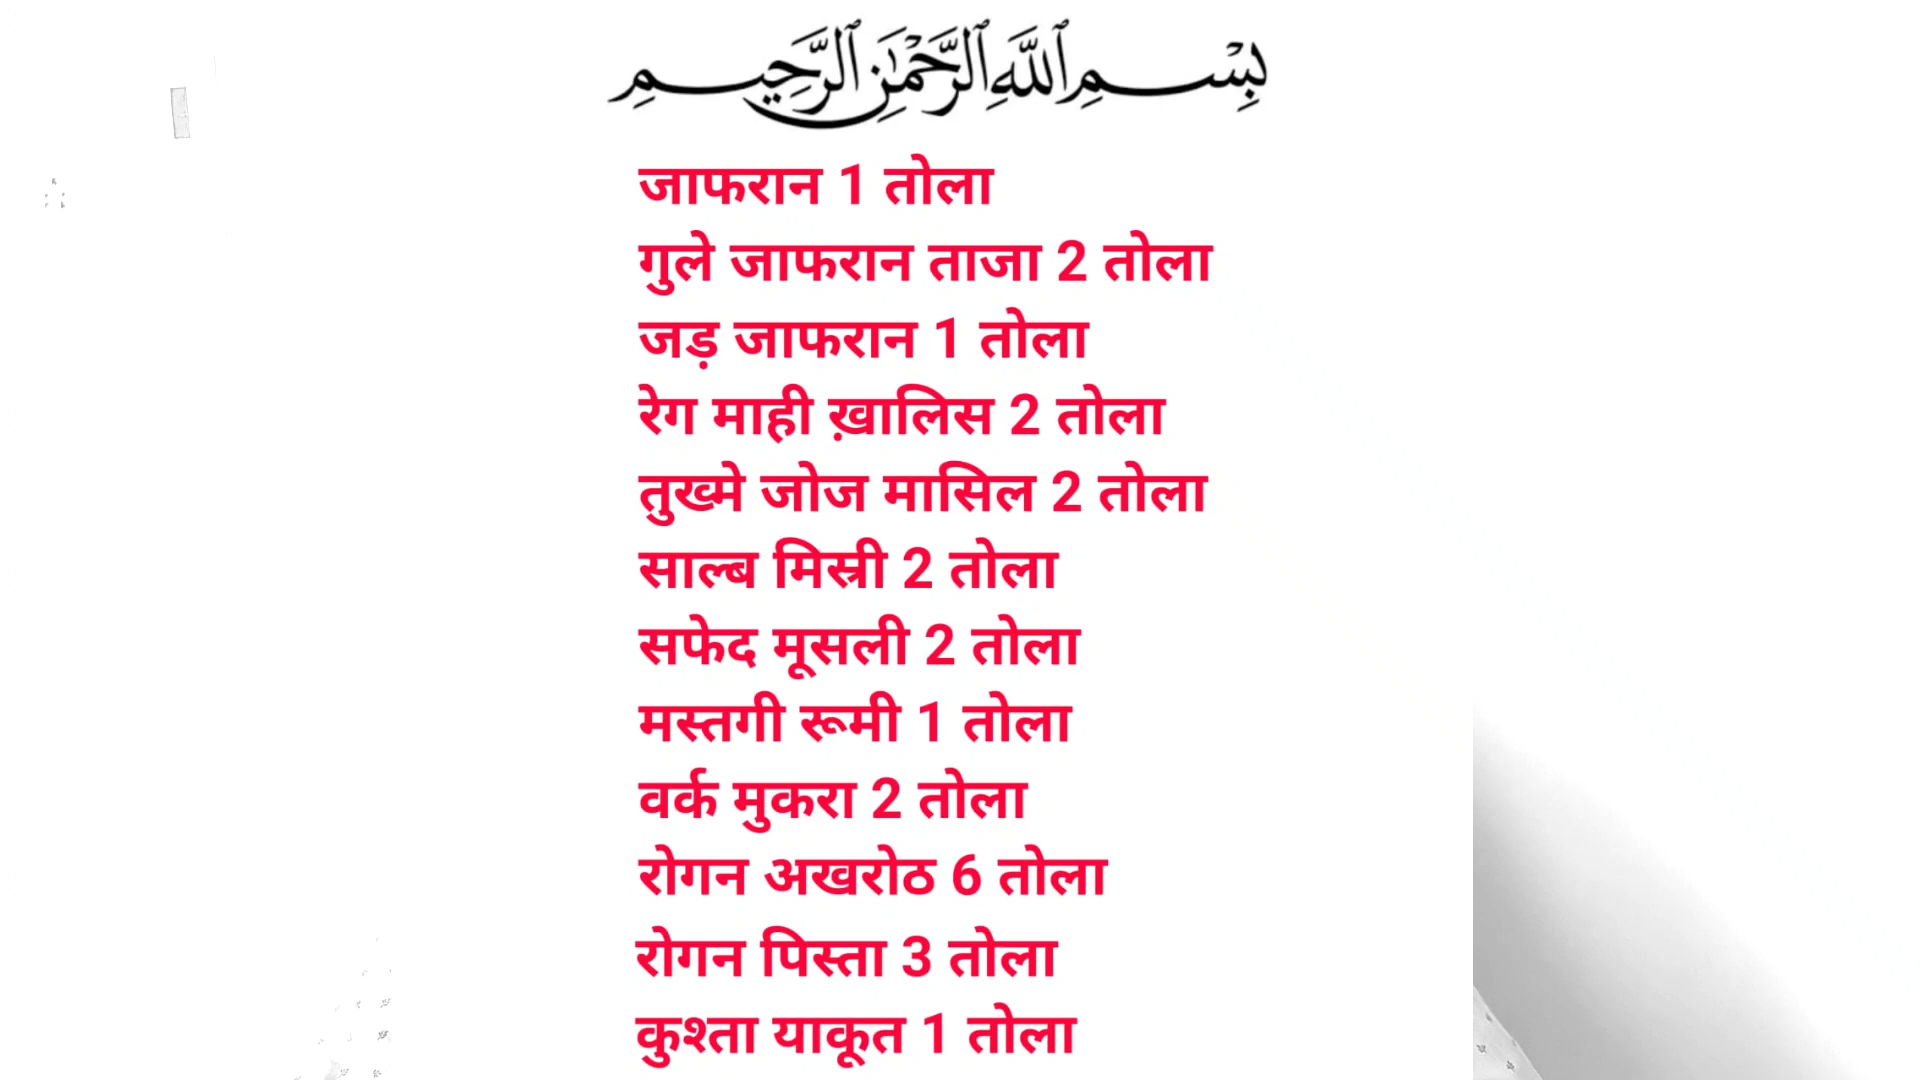 بِسْمِ ٱللَّهِ ٱلرَّحْمَٰنِ ٱلرَّحِيمِ
जाफरान 1 तोला
गुले जाफरान ताजा 2 तोला
जड़ जाफरान 1 तोला
रेग माही ख़ालिस 2 तोला
तुख्मे जोज मासिल 2 तोला
साल्ब मिस्री 2 तोला
सफेद मूसली 2 तोला
मस्तगी रूमी 1 तोला
वर्क मुकरा 2 तोला
रोगन अखरोठ 6 तोला
रोगन पिस्ता 3 तोला
कुश्ता याकूत 1 तोला